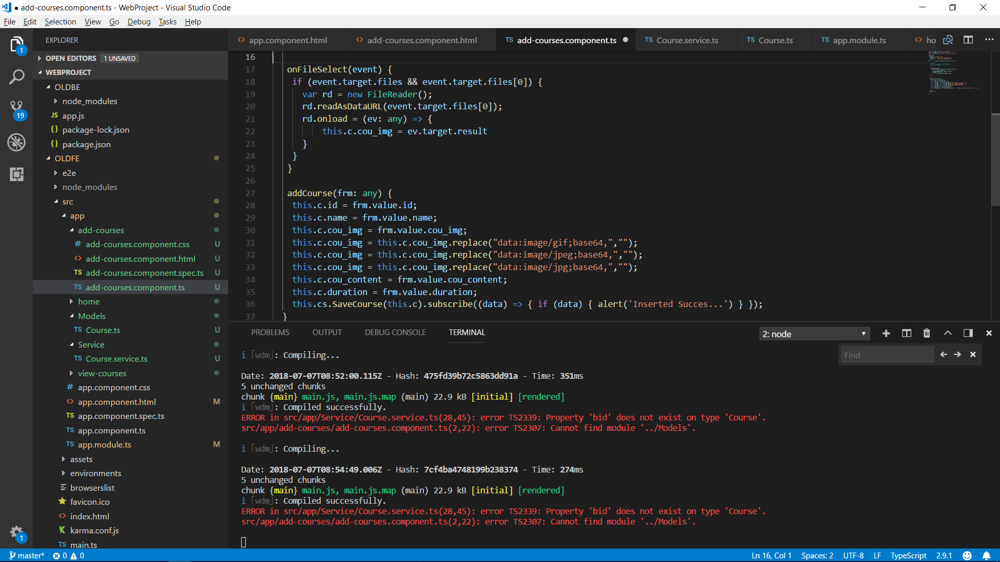 ● add-courses.component.ts - WebProject - Visual Studio Code
File Edit Selection View Go Debug Tasks Help
EXPLORER
OPEN EDITORS 1 UNSAVED
WEBPROJECT
OLDBE
node_modules
JS app.js
{} package-lock.json
{} package.json
OLDFE
e2e
node_modules
src
app
add-courses
# add-courses.component.css U
<> add-courses.component.html U
TS add-courses.component.spec.ts U
TS add-courses.component.ts U
home
Models
TS Course.ts U
Service
TS Course.service.ts U
view-courses
# app.component.css
<> app.component.html M
TS app.component.spec.ts
TS app.component.ts
TS app.module.ts M
assets
environments
browserslist
favicon.ico
<> index.html
karma.conf.js
TS main.ts
1
19
1
<> app.component.html <> add-courses.component.html TS add-courses.component.ts ● TS Course.service.ts TS Course.ts TS app.module.ts <> ho
16
17 onFileSelect(event) {
18 if (event.target.files && event.target.files[0]) {
19 var rd = new FileReader();
20 rd.readAsDataURL(event.target.files[0]);
21 rd.onload = (ev: any) => {
22 this.c.cou_img = ev.target.result
23 }
24 }
25 }
26
27 addCourse(frm: any) {
28 this.c.id = frm.value.id;
29 this.c.name = frm.value.name;
30 this.c.cou_img = frm.value.cou_img;
31 this.c.cou_img = this.c.cou_img.replace("data:image/gif;base64,","");
32 this.c.cou_img = this.c.cou_img.replace("data:image/jpeg;base64,","");
33 this.c.cou_img = this.c.cou_img.replace("data:image/jpg;base64,","");
34 this.c.cou_content = frm.value.cou_content;
35 this.c.duration = frm.value.duration;
36 this.cs.SaveCourse(this.c).subscribe((data) => { if (data) { alert('Inserted Succes...') } });
37 }
PROBLEMS OUTPUT DEBUG CONSOLE TERMINAL 2: node
Find
i ｢wdm｣: Compiling...
Date: 2018-07-07T08:52:00.115Z - Hash: 475fd39b72c5863dd91a - Time: 351ms
5 unchanged chunks
chunk {main} main.js, main.js.map (main) 22.9 kB [initial] [rendered]
i ｢wdm｣: Compiled successfully.
ERROR in src/app/Service/Course.service.ts(28,45): error TS2339: Property 'bid' does not exist on type 'Course'.
src/app/add-courses/add-courses.component.ts(2,22): error TS2307: Cannot find module '../Models'.
i ｢wdm｣: Compiling...
Date: 2018-07-07T08:54:49.006Z - Hash: 7cf4ba4748199b238374 - Time: 274ms
5 unchanged chunks
chunk {main} main.js, main.js.map (main) 22.9 kB [initial] [rendered]
i ｢wdm｣: Compiled successfully.
ERROR in src/app/Service/Course.service.ts(28,45): error TS2339: Property 'bid' does not exist on type 'Course'.
src/app/add-courses/add-courses.component.ts(2,22): error TS2307: Cannot find module '../Models'.
master* 0 0 Ln 16, Col 1 Spaces: 2 UTF-8 LF TypeScript 2.9.1